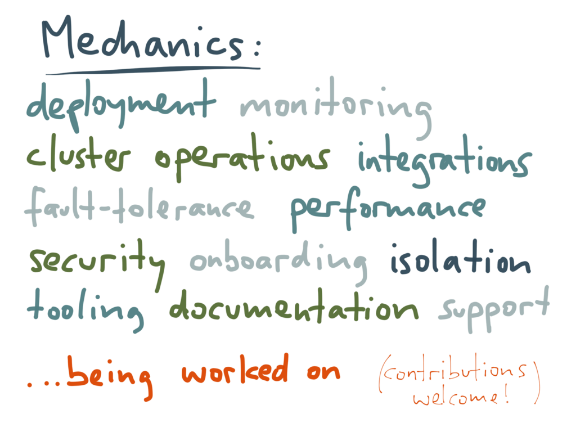 Mechanics:
deployment monitoring
cluster operations integrations
fault-tolerance performance
security onboarding isolation
tooling documentation support
...being worked on (contributions welcome!)